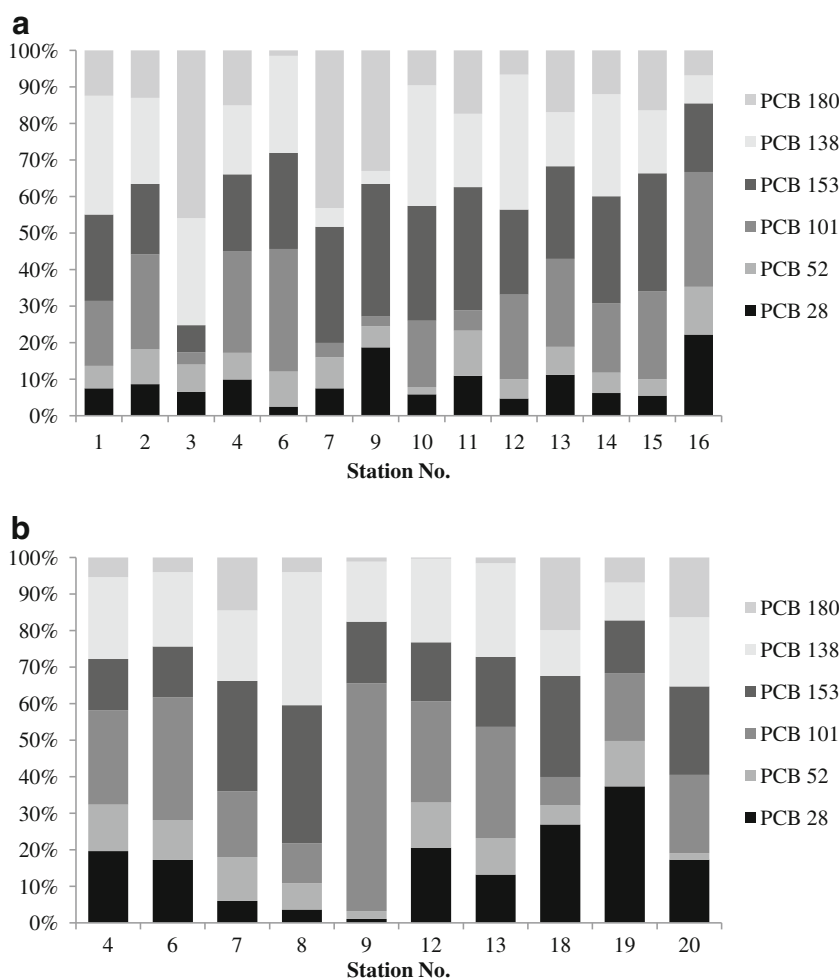 a
100%
90%
80%
70%
60%
50%
40%
30%
20%
10%
0%
1 2 3 4 6 7 9 10 11 12 13 14 15 16
Station No.
PCB 180
PCB 138
PCB 153
PCB 101
PCB 52
PCB 28
b
100%
90%
80%
70%
60%
50%
40%
30%
20%
10%
0%
4 6 7 8 9 12 13 18 19 20
Station No.
PCB 180
PCB 138
PCB 153
PCB 101
PCB 52
PCB 28